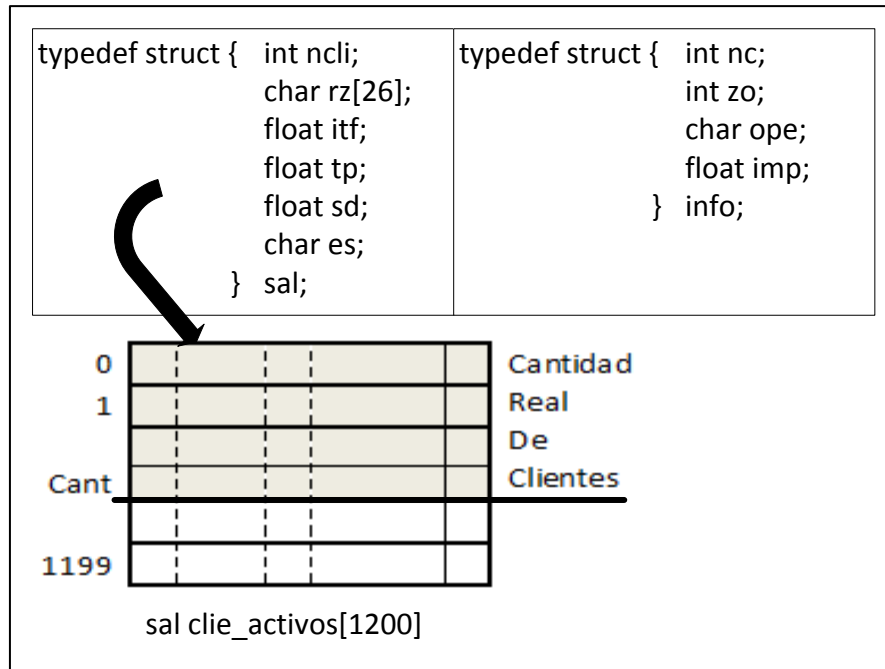 typedef struct { int ncli;
char rz[26];
float itf;
float tp;
float sd;
char es;
} sal;
typedef struct { int nc;
int zo;
char ope;
float imp;
} info;
0
1
Cant
1199
Cantidad
Real
De
Clientes
sal clie_activos[1200]